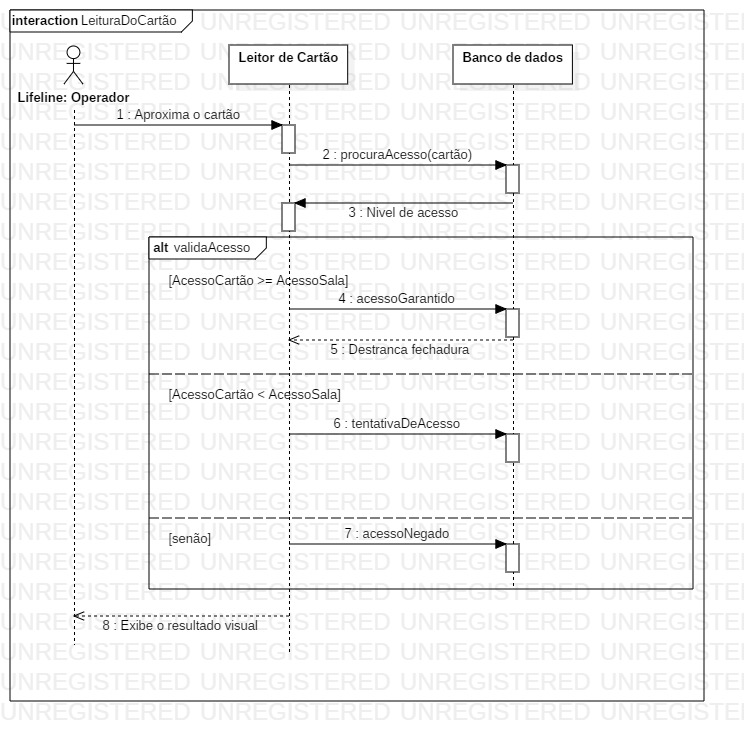 interaction LeituraDoCartão
Leitor de Cartão
Banco de dados
Lifeline: Operador
1 : Aproxima o cartão
2 : procuraAcesso(cartão)
3 : Nivel de acesso
alt validaAcesso
[AcessoCartão >= AcessoSala]
4 : acessoGarantido
5 : Destranca fechadura
[AcessoCartão < AcessoSala]
6 : tentativaDeAcesso
[senão]
7 : acessoNegado
8 : Exibe o resultado visual
UNREGISTERED